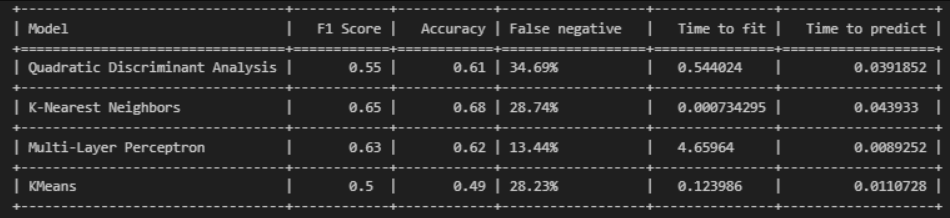 Model F1 Score Accuracy False negative Time to fit Time to predict
Quadratic Discriminant Analysis 0.55 0.61 34.69% 0.544024 0.0391852
K-Nearest Neighbors 0.65 0.68 28.74% 0.000734295 0.043933
Multi-Layer Perceptron 0.63 0.62 13.44% 4.65964 0.0089252
KMeans 0.5 0.49 28.23% 0.123986 0.0110728